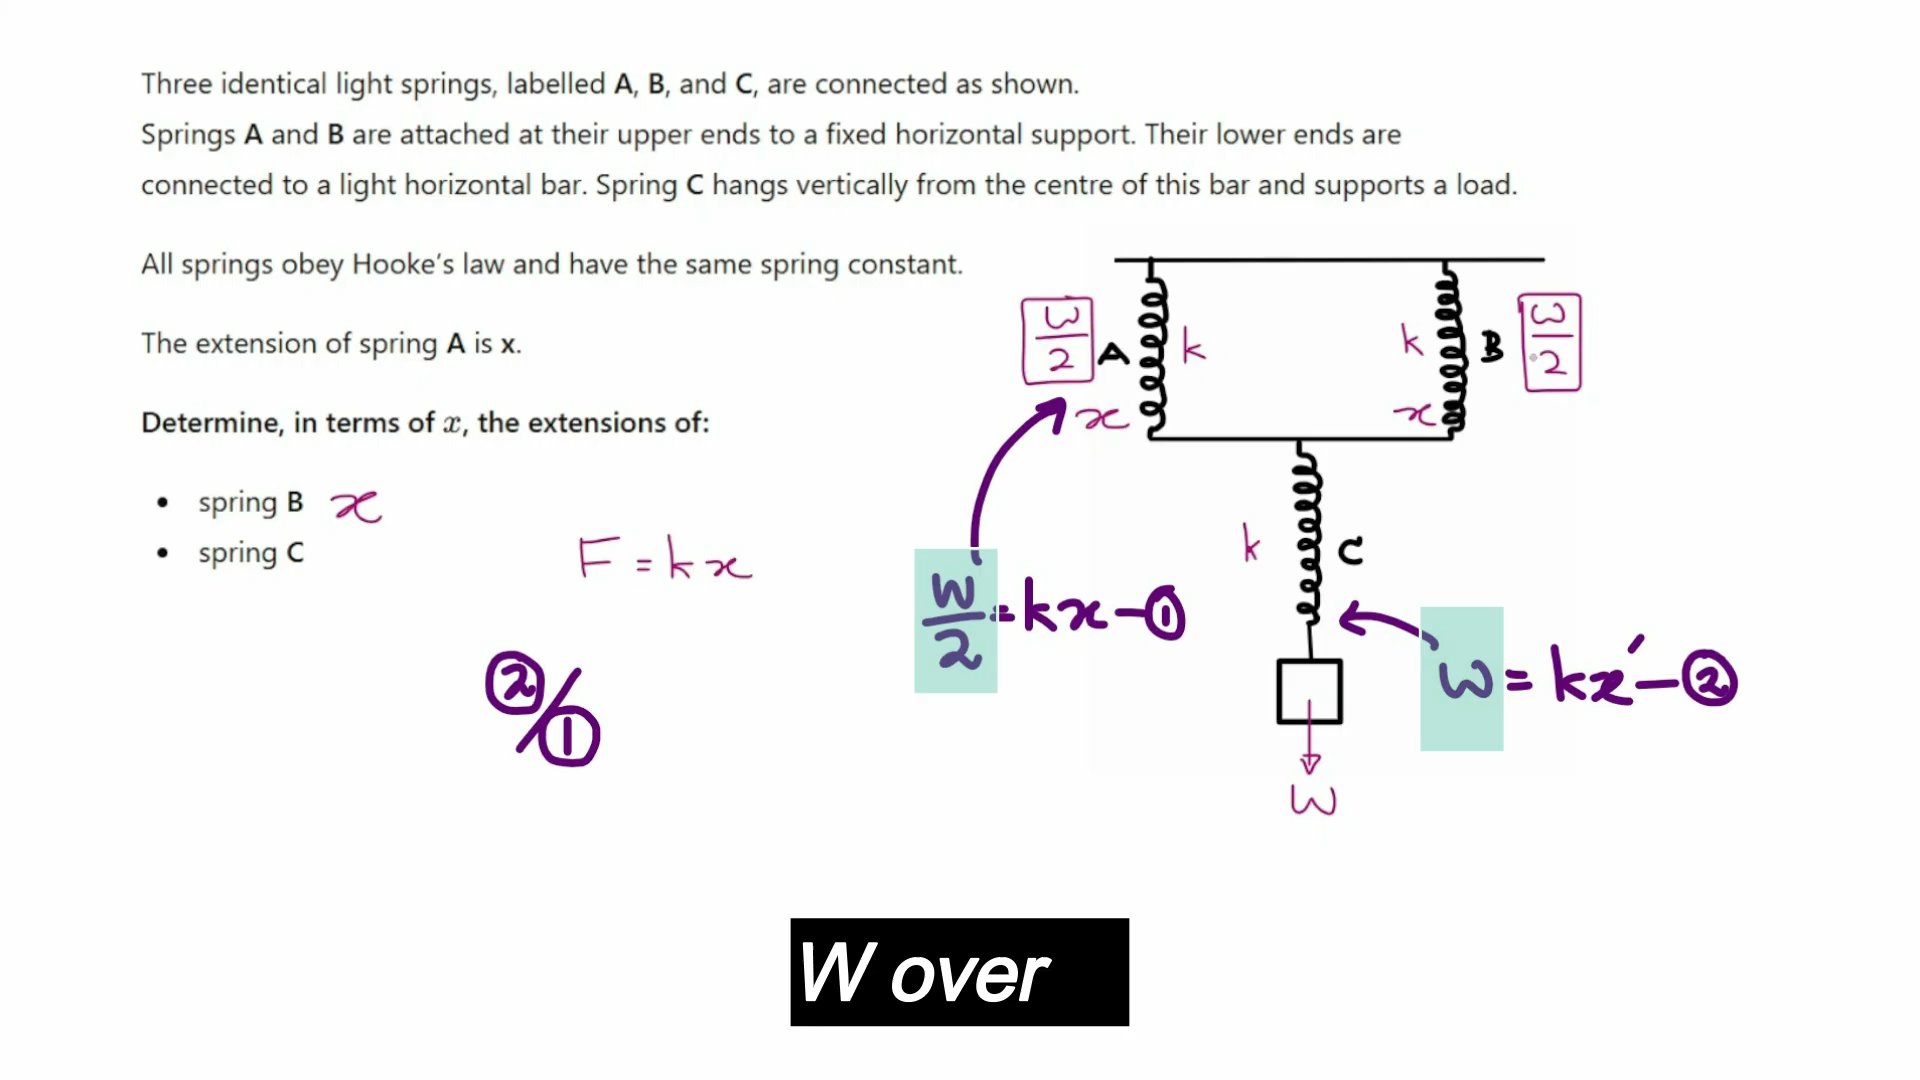 Three identical light springs, labelled A, B, and C, are connected as shown.
Springs A and B are attached at their upper ends to a fixed horizontal support. Their lower ends are
connected to a light horizontal bar. Spring C hangs vertically from the centre of this bar and supports a load.
All springs obey Hooke's law and have the same spring constant.
The extension of spring A is x.
Determine, in terms of x, the extensions of:
• spring B x
• spring C
F = kx
②/①
W/2 A k
x
k B W/2
x
k C
W/2 = kx - ①
W = kx' - ②
W
W over